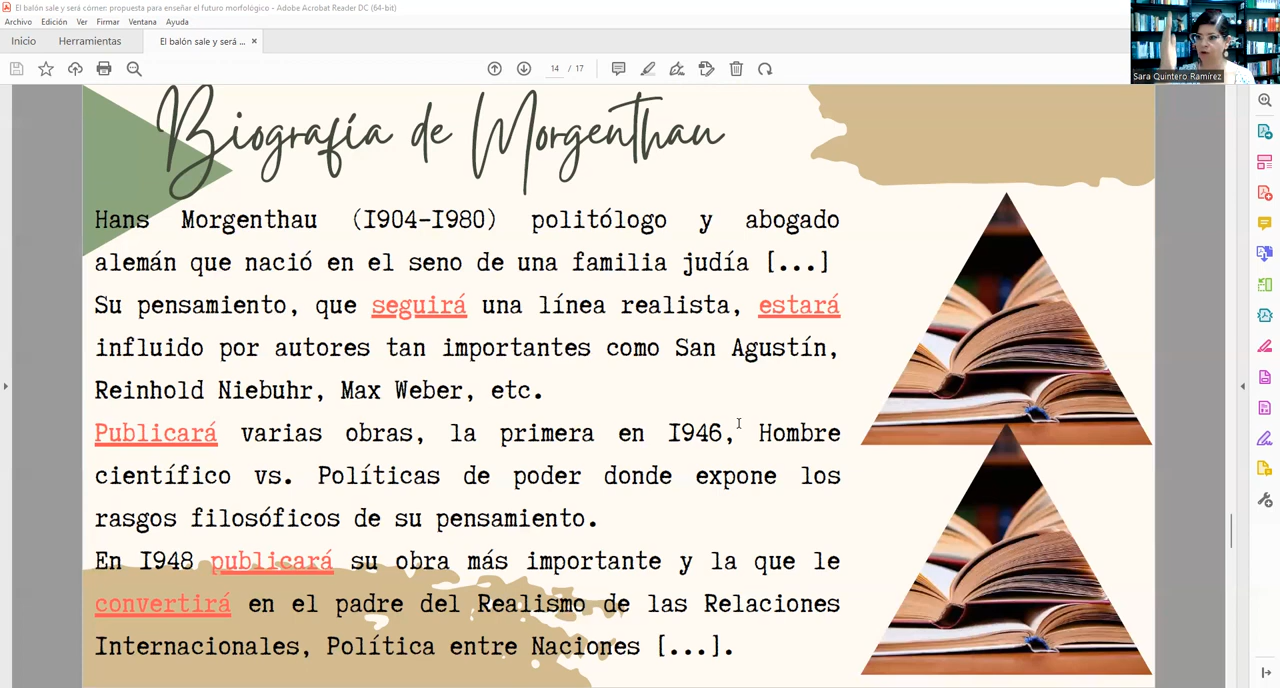 El balón sale y será córner: propuesta para enseñar el futuro morfológico - Adobe Acrobat Reader DC (64-bit)
Archivo Edición Ver Firmar Ventana Ayuda
Inicio Herramientas El balón sale y será ... ×
14 / 17
Sara Quintero Ramírez
Biografía de Morgenthau
Hans Morgenthau (1904-1980) politólogo y abogado
alemán que nació en el seno de una familia judía [...]
Su pensamiento, que seguirá una línea realista, estará
influido por autores tan importantes como San Agustín,
Reinhold Niebuhr, Max Weber, etc.
Publicará varias obras, la primera en 1946, Hombre
científico vs. Políticas de poder donde expone los
rasgos filosóficos de su pensamiento.
En 1948 publicará su obra más importante y la que le
convertirá en el padre del Realismo de las Relaciones
Internacionales, Política entre Naciones [...].